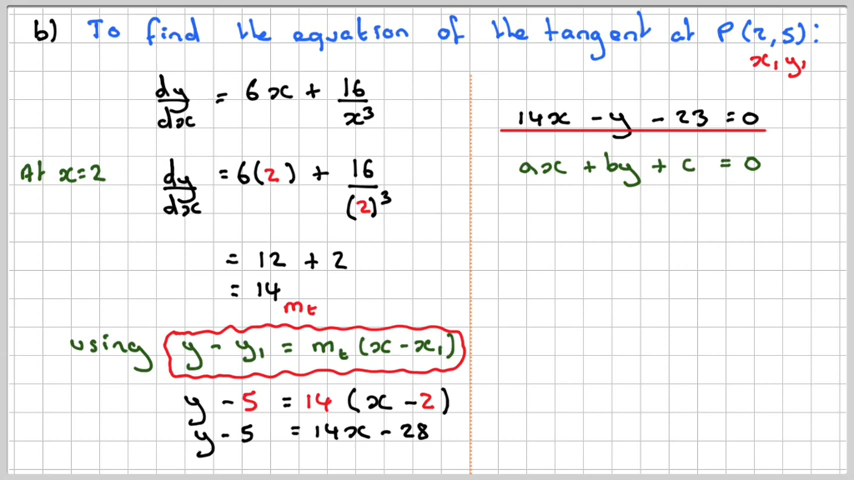 b) To find the equation of the tangent at P(2,5):
x₁ y₁
dy/dx = 6x + 16/x³
At x=2 dy/dx = 6(2) + 16/(2)³
= 12 + 2
= 14
mₜ
using y - y₁ = mₜ(x - x₁)
y - 5 = 14 (x - 2)
y - 5 = 14x - 28
14x - y - 23 = 0
ax + by + c = 0